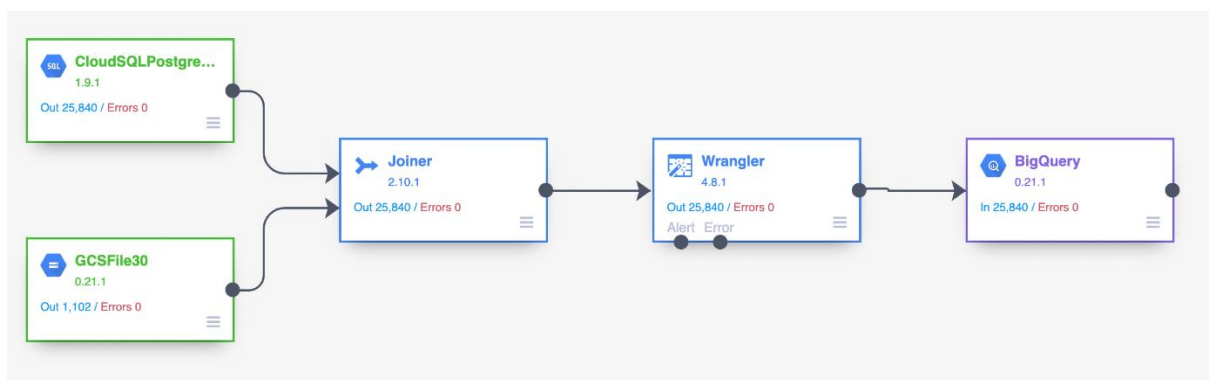 SQL
CloudSQLPostgre...
1.9.1
Out 25,840 / Errors 0
GCSFile30
0.21.1
Out 1,102 / Errors 0
Joiner
2.10.1
Out 25,840 / Errors 0
Wrangler
4.8.1
Out 25,840 / Errors 0
Alert Error
BigQuery
0.21.1
In 25,840 / Errors 0